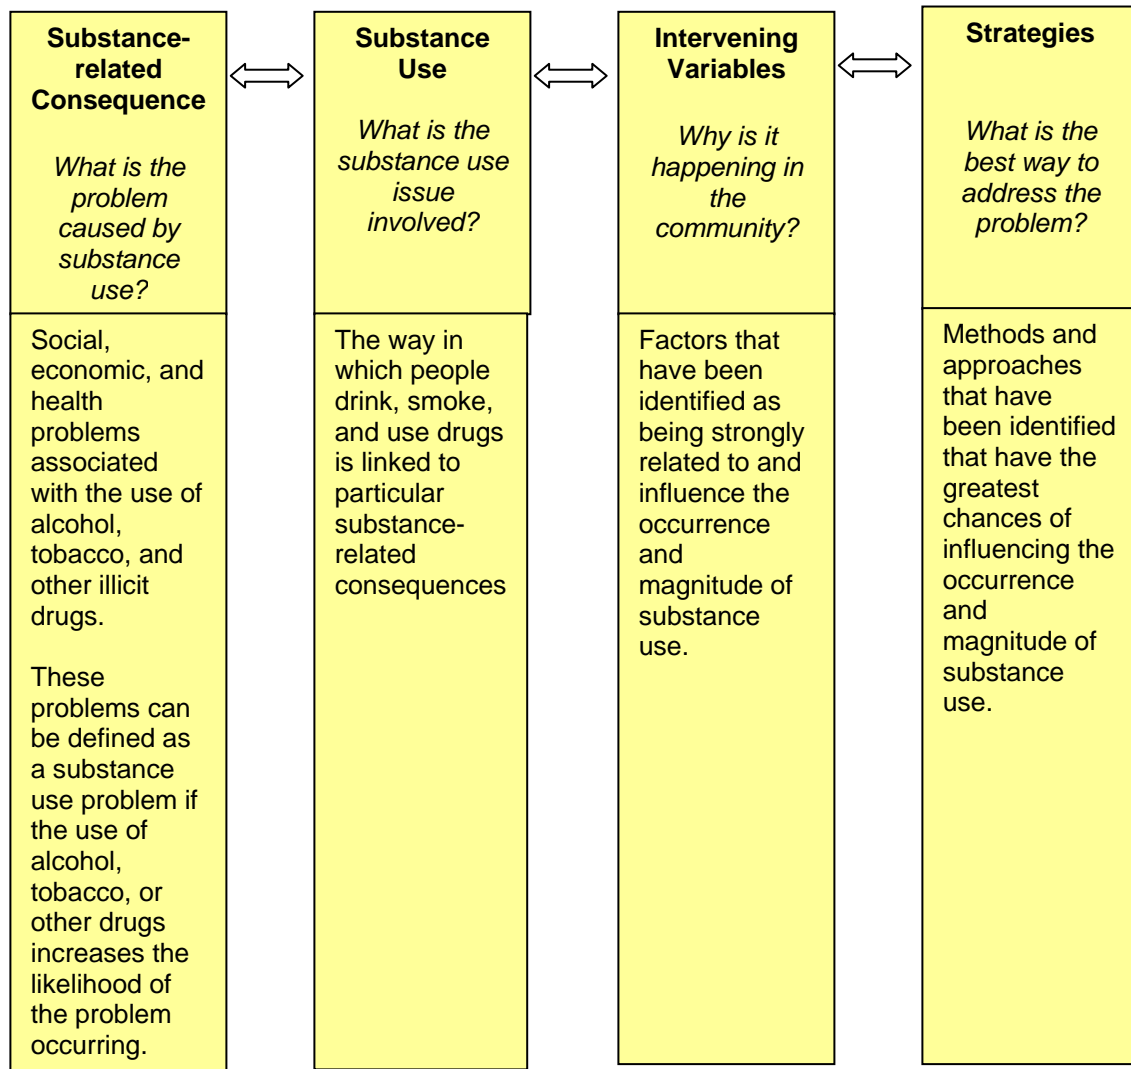 Substance-
related
Consequence
What is the
problem
caused by
substance
use?
Social,
economic, and
health
problems
associated
with the use of
alcohol,
tobacco, and
other illicit
drugs.
These
problems can
be defined as
a substance
use problem if
the use of
alcohol,
tobacco, or
other drugs
increases the
likelihood of
the problem
occurring.
Substance
Use
What is the
substance use
issue
involved?
The way in
which people
drink, smoke,
and use drugs
is linked to
particular
substance-
related
consequences
Intervening
Variables
Why is it
happening in
the
community?
Factors that
have been
identified as
being strongly
related to and
influence the
occurrence
and
magnitude of
substance
use.
Strategies
What is the
best way to
address the
problem?
Methods and
approaches
that have
been identified
that have the
greatest
chances of
influencing the
occurrence
and
magnitude of
substance
use.